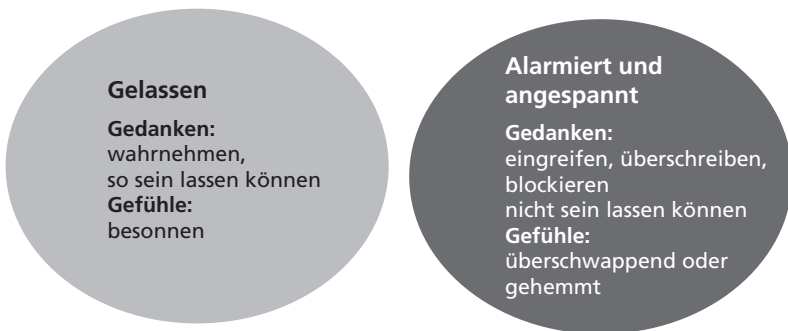 Gelassen
Gedanken:
wahrnehmen,
so sein lassen können
Gefühle:
besonnen
Alarmiert und
angespannt
Gedanken:
eingreifen, überschreiben,
blockieren
nicht sein lassen können
Gefühle:
überschwappend oder
gehemmt